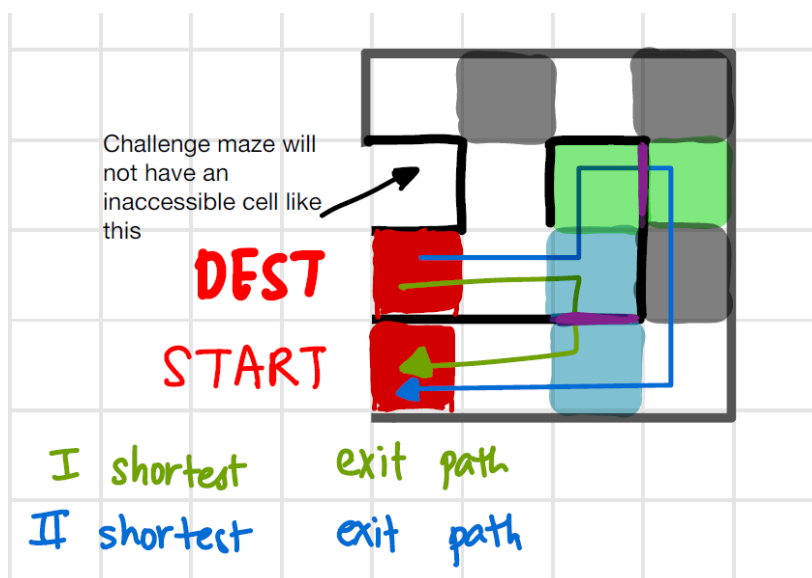 Challenge maze will
not have an
inaccessible cell like
this
DEST
START
I shortest exit path
II shortest exit path